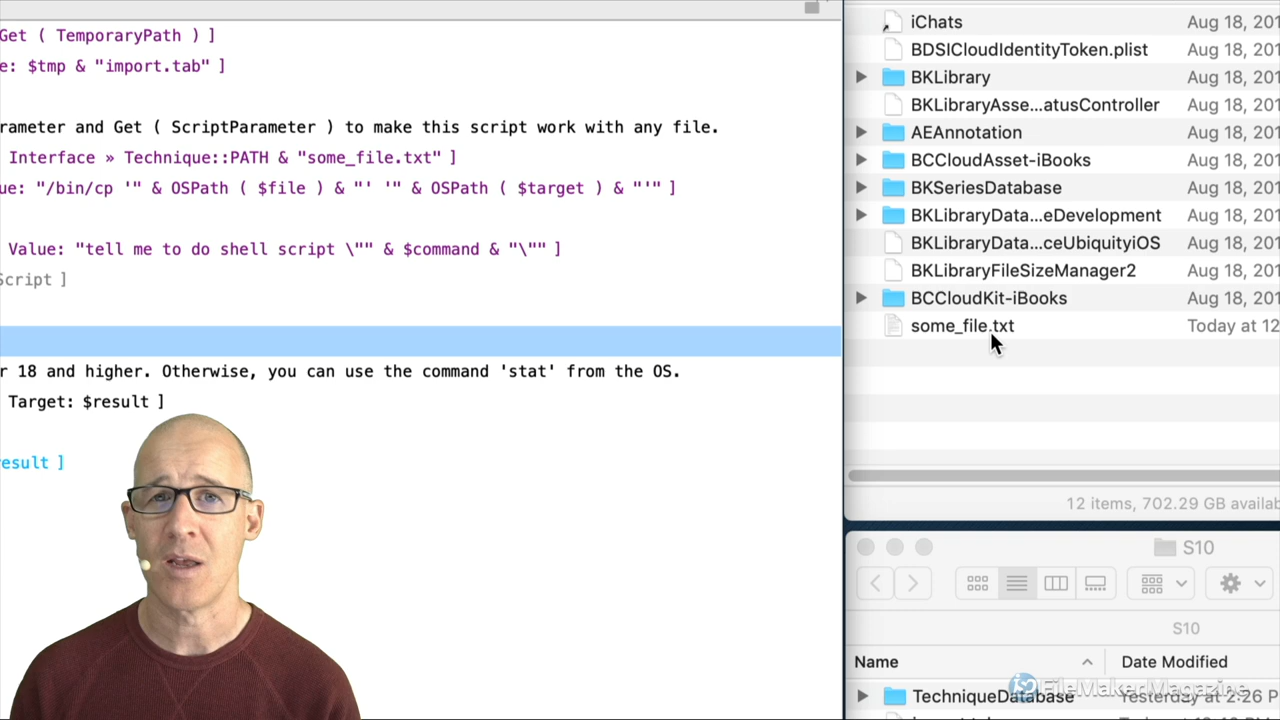 Get ( TemporaryPath ) ]
e: $tmp & "import.tab" ]
rameter and Get ( ScriptParameter ) to make this script work with any file.
Interface » Technique::PATH & "some_file.txt" ]
ue: "/bin/cp '" & OSPath ( $file ) & "' '" & OSPath ( $target ) & "'" ]
Value: "tell me to do shell script \"" & $command & "\"" ]
Script ]
r 18 and higher. Otherwise, you can use the command 'stat' from the OS.
Target: $result ]
esult ]
iChats Aug 18, 201
BDSICloudIdentityToken.plist Aug 18, 201
BKLibrary Aug 18, 201
BKLibraryAsse...atusController Aug 18, 201
AEAnnotation Aug 18, 201
BCCloudAsset-iBooks Aug 18, 201
BKSeriesDatabase Aug 18, 201
BKLibraryData...eDevelopment Aug 18, 201
BKLibraryData...ceUbiquityiOS Aug 18, 201
BKLibraryFileSizeManager2 Aug 18, 201
BCCloudKit-iBooks Aug 18, 201
some_file.txt Today at 12
12 items, 702.29 GB availab
S10
S10
Name Date Modified
TechniqueDatabase Yesterday at 2:26 P
FileMakerMagazine